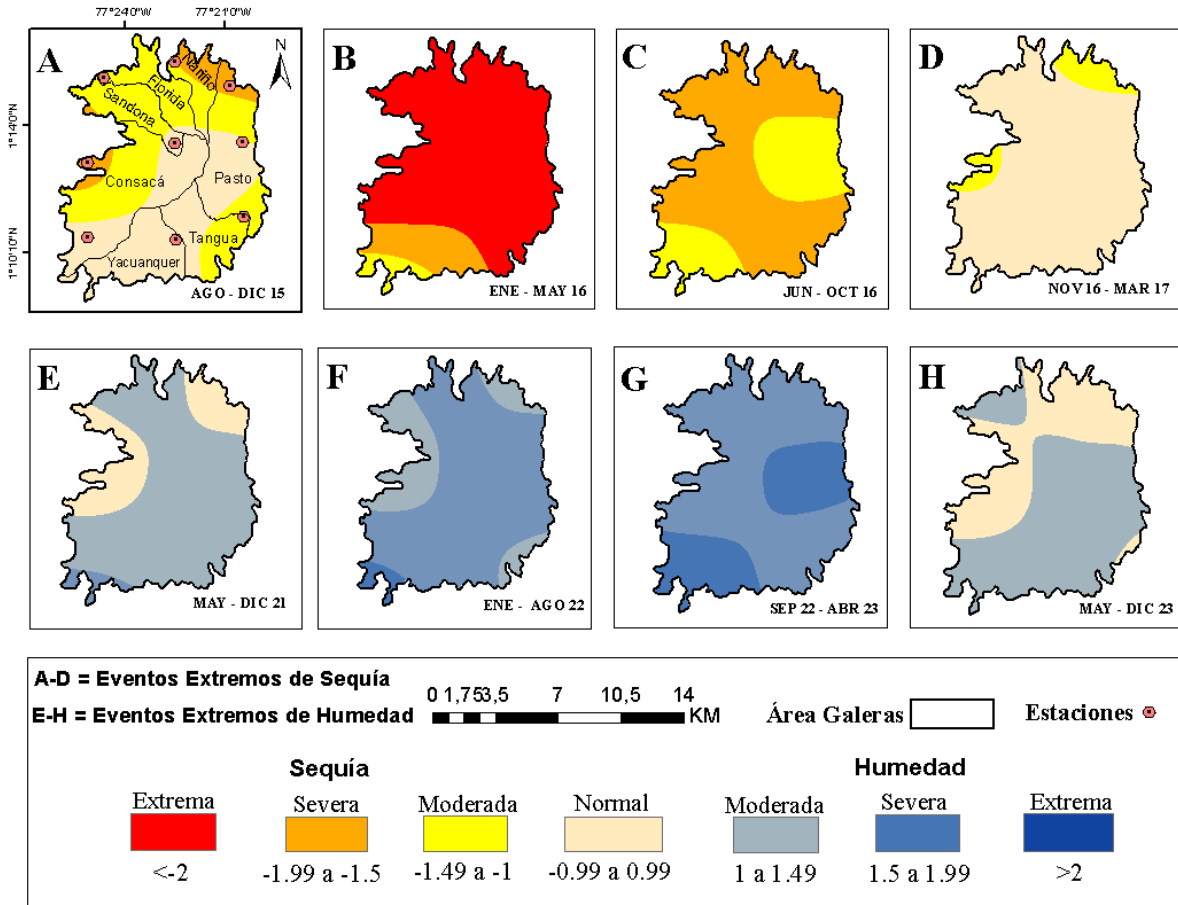 77°24'0"W 77°21'0"W
1°14'0"N
1°10'10"N
A
N
Nariño
Florida
Sandona
Consacá
Pasto
Tangua
Yacuanquer
AGO - DIC 15
B
ENE - MAY 16
C
JUN - OCT 16
D
NOV 16 - MAR 17
E
MAY - DIC 21
F
ENE - AGO 22
G
SEP 22 - ABR 23
H
MAY - DIC 23
A-D = Eventos Extremos de Sequía
E-H = Eventos Extremos de Humedad
0 1,75 3,5 7 10,5 14
KM
Área Galeras
Estaciones
Sequía
Humedad
Extrema Severa Moderada Normal Moderada Severa Extrema
<-2 -1.99 a -1.5 -1.49 a -1 -0.99 a 0.99 1 a 1.49 1.5 a 1.99 >2